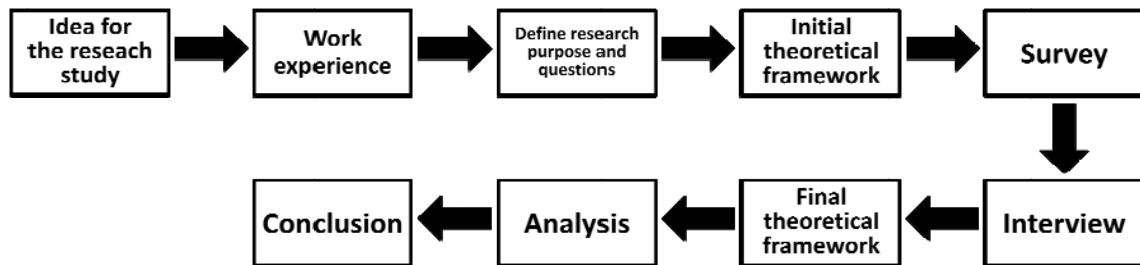 Idea for
the reseach
study
Work
experience
Define research
purpose and
questions
Initial
theoretical
framework
Survey
Interview
Final
theoretical
framework
Analysis
Conclusion